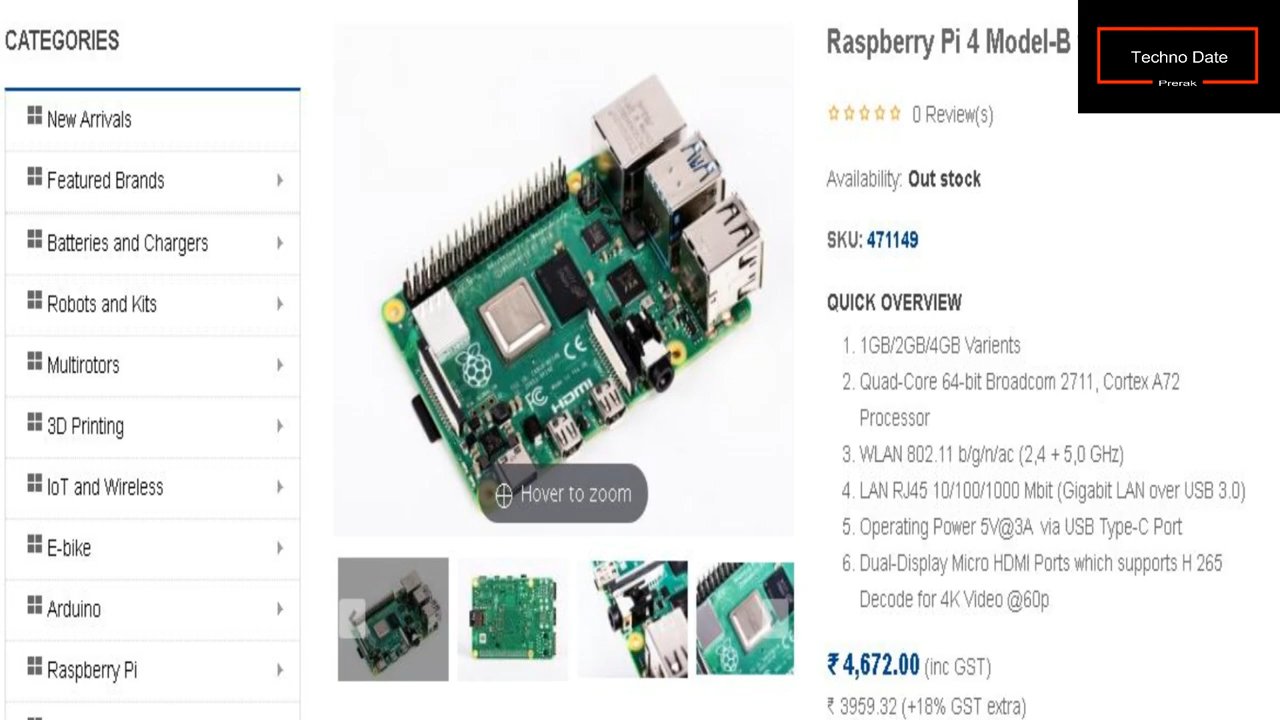 CATEGORIES
New Arrivals
Featured Brands
Batteries and Chargers
Robots and Kits
Multirotors
3D Printing
IoT and Wireless
E-bike
Arduino
Raspberry Pi
HDMI
FC
CE
Hover to zoom
Raspberry Pi 4 Model-B
Techno Date
Prerak
0 Review(s)
Availability: Out stock
SKU: 471149
QUICK OVERVIEW
1. 1GB/2GB/4GB Varients
2. Quad-Core 64-bit Broadcom 2711, Cortex A72
Processor
3. WLAN 802.11 b/g/n/ac (2,4 + 5,0 GHz)
4. LAN RJ45 10/100/1000 Mbit (Gigabit LAN over USB 3.0)
5. Operating Power 5V@3A via USB Type-C Port
6. Dual-Display Micro HDMI Ports which supports H 265
Decode for 4K Video @60p
₹ 4,672.00 (inc GST)
₹ 3959.32 (+18% GST extra)